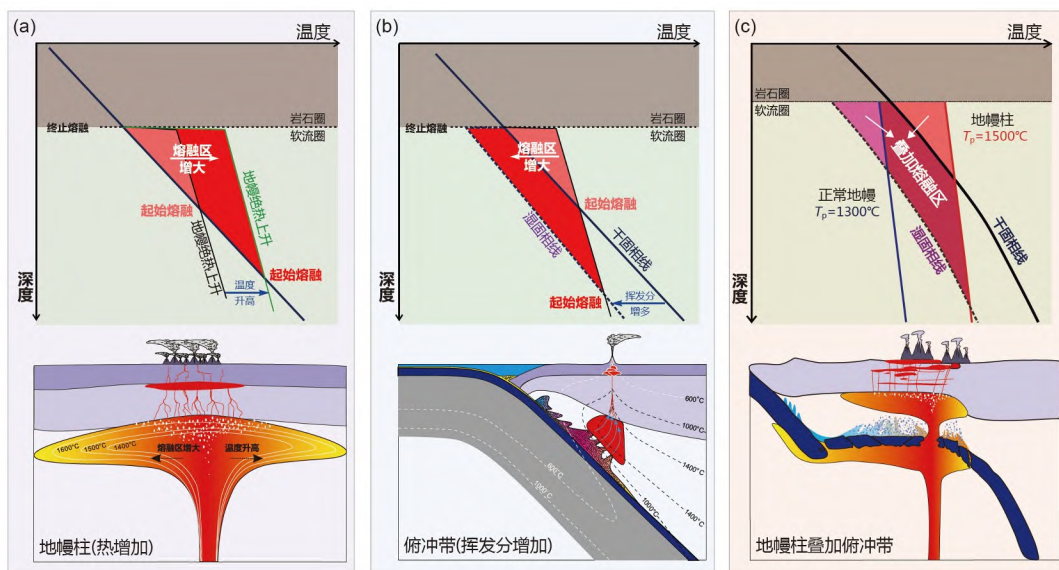 (a)
温度
岩石圈
终止熔融
软流圈
熔融区
增大
起始熔融
地幔绝热上升
地幔绝热上升
起始熔融
温度
升高
深度
1600°C
1500°C
1400°C
熔融区增大
温度升高
地幔柱(热增加)
(b)
温度
岩石圈
终止熔融
软流圈
熔融区
增大
起始熔融
湿固相线
干固相线
起始熔融
挥发分
增多
深度
600°C
1000°C
1400°C
800°C
1000°C
1000°C
1400°C
俯冲带(挥发分增加)
(c)
温度
岩石圈
软流圈
地幔柱
Tp=1500℃
叠加熔融区
正常地幔
Tp=1300℃
湿固相线
干固相线
深度
地幔柱叠加俯冲带